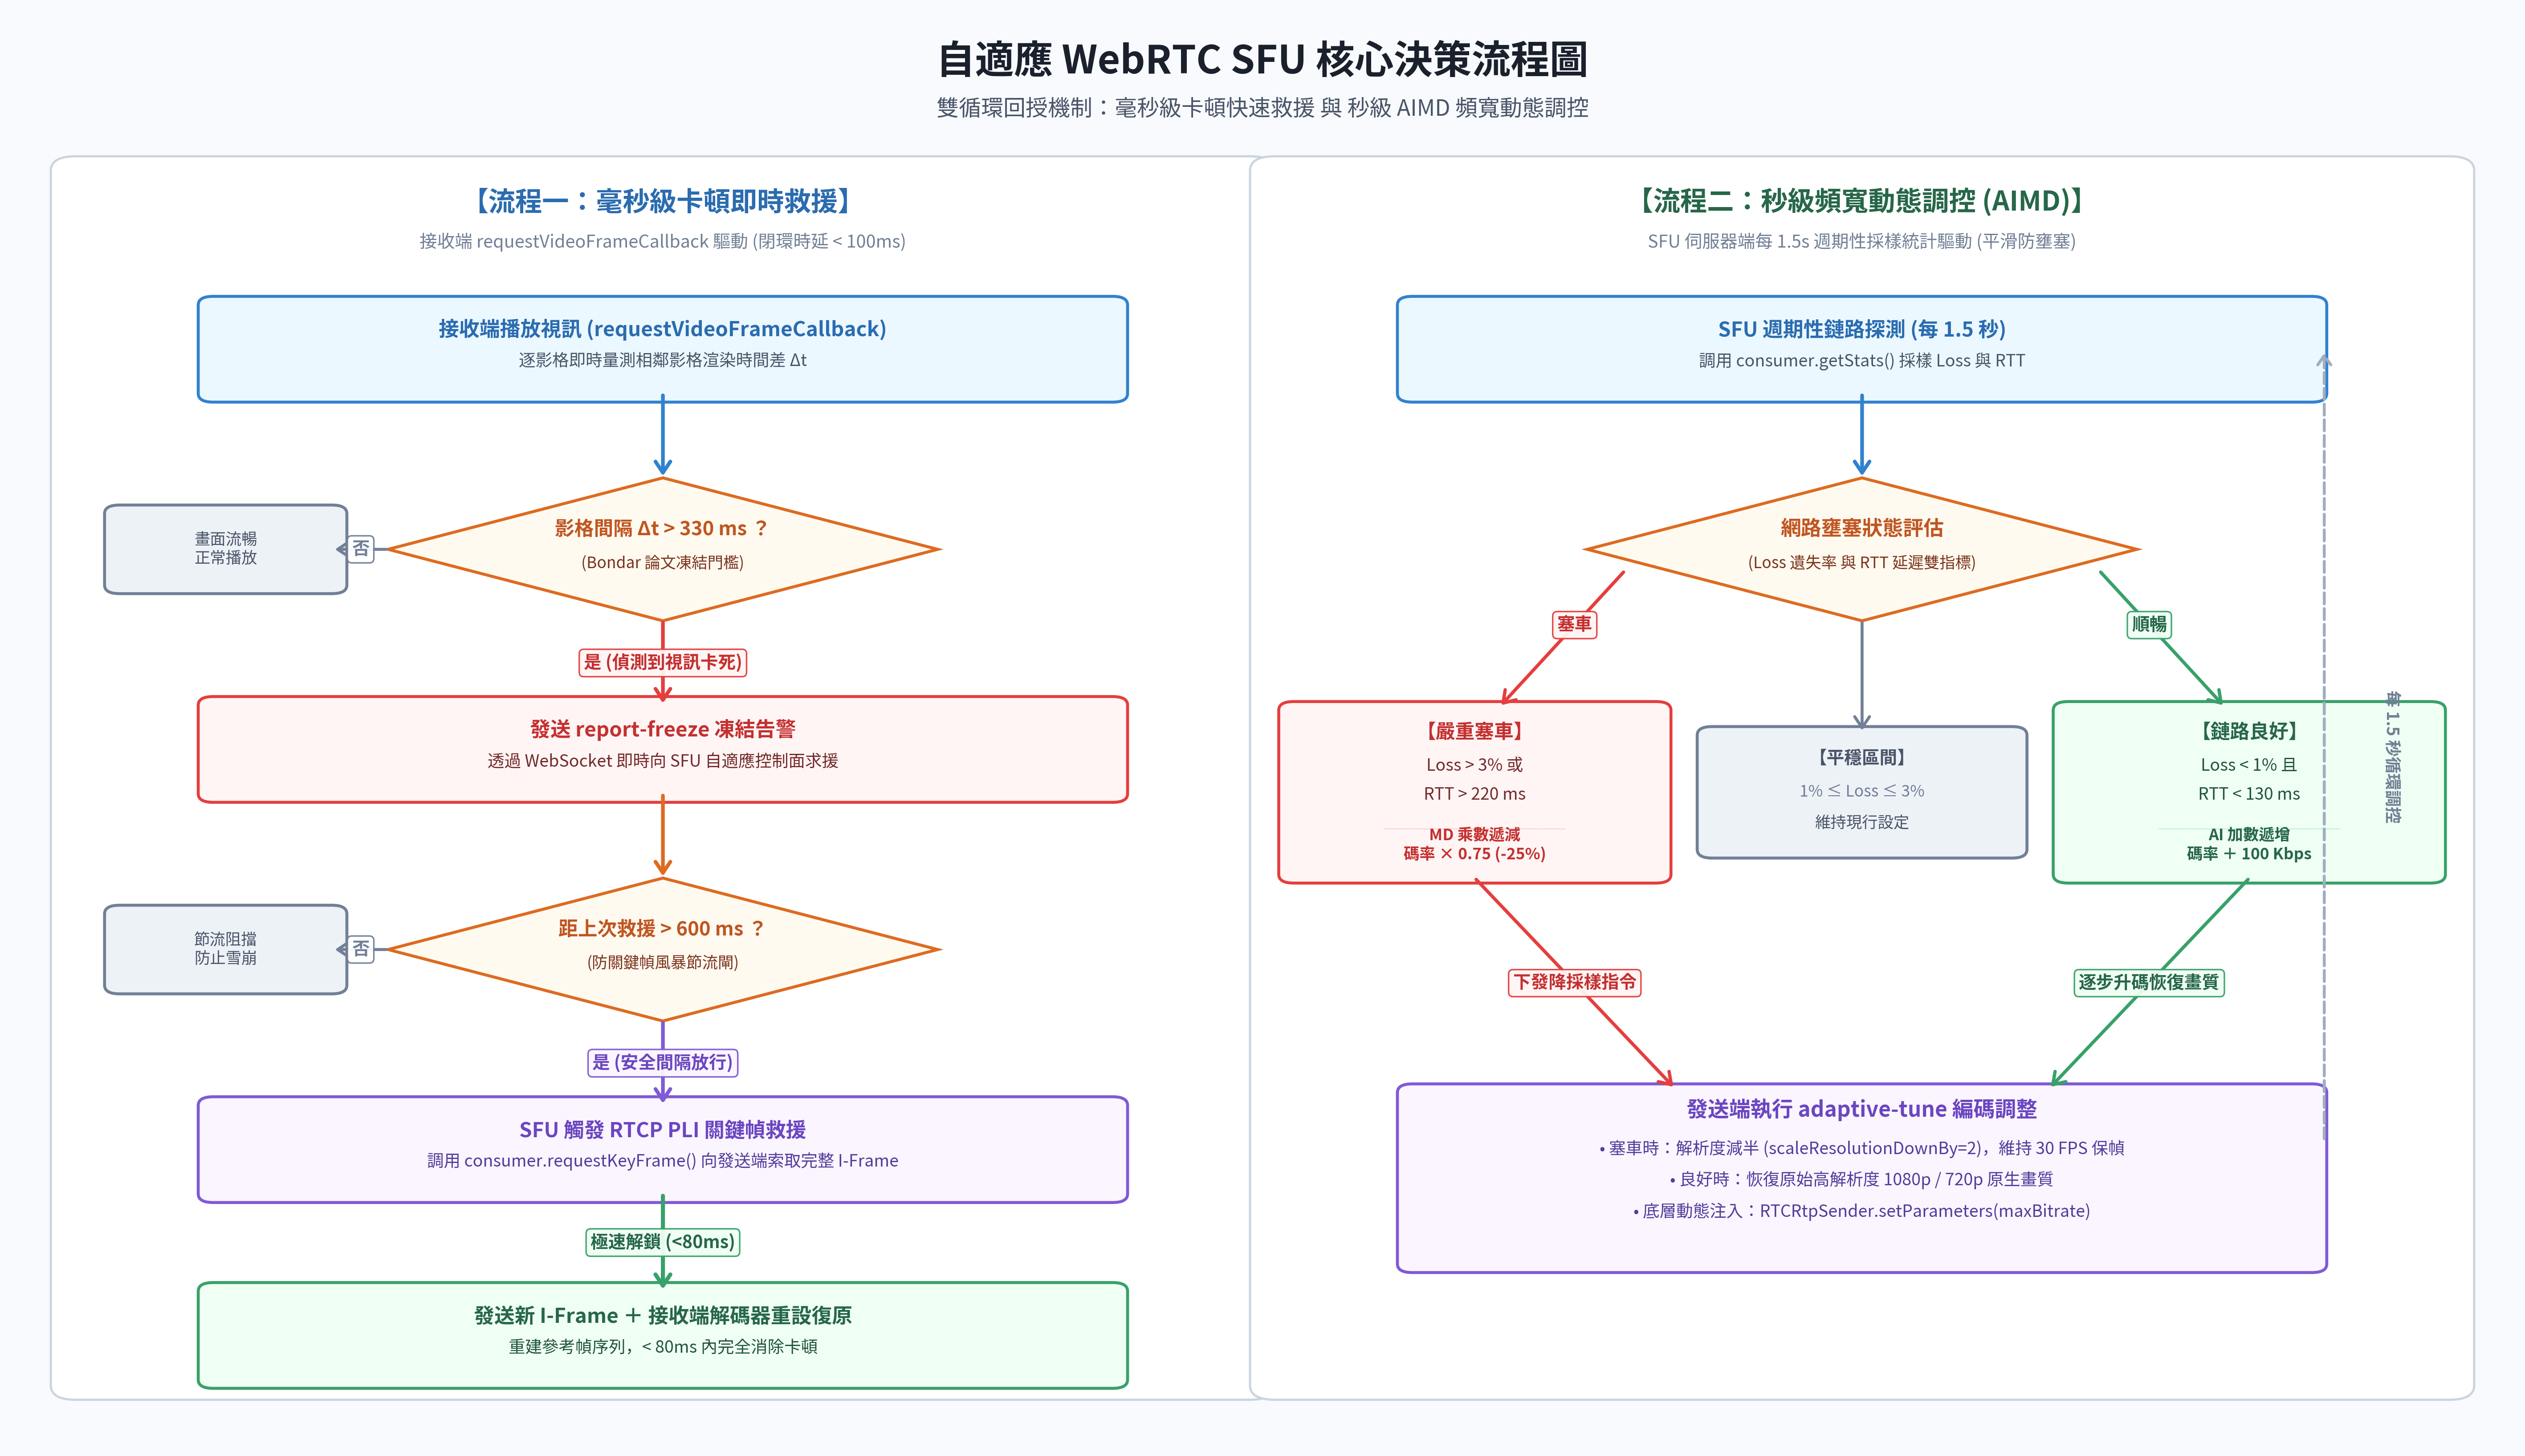 自適應 WebRTC SFU 核心決策流程圖
雙循環回授機制：毫秒級卡頓快速救援 與 秒級 AIMD 頻寬動態調控
【流程一：毫秒級卡頓即時救援】
接收端 requestVideoFrameCallback 驅動 (閉環時延 < 100ms)
接收端播放視訊 (requestVideoFrameCallback)
逐影格即時量測相鄰影格渲染時間差 Δt
影格間隔 Δt > 330 ms ？
(Bondar 論文凍結門檻)
否
畫面流暢
正常播放
是 (偵測到視訊卡死)
發送 report-freeze 凍結告警
透過 WebSocket 即時向 SFU 自適應控制面求援
距上次救援 > 600 ms ？
(防關鍵幀風暴節流閘)
否
節流阻擋
防止雪崩
是 (安全間隔放行)
SFU 觸發 RTCP PLI 關鍵幀救援
調用 consumer.requestKeyFrame() 向發送端索取完整 I-Frame
極速解鎖 (<80ms)
發送新 I-Frame ＋ 接收端解碼器重設復原
重建參考幀序列，< 80ms 內完全消除卡頓
【流程二：秒級頻寬動態調控 (AIMD)】
SFU 伺服器端每 1.5s 週期性採樣統計驅動 (平滑防壅塞)
SFU 週期性鏈路探測 (每 1.5 秒)
調用 consumer.getStats() 採樣 Loss 與 RTT
網路壅塞狀態評估
(Loss 遺失率 與 RTT 延遲雙指標)
塞車
順暢
【嚴重塞車】
Loss > 3% 或
RTT > 220 ms
MD 乘數遞減
碼率 × 0.75 (-25%)
【平穩區間】
1% ≤ Loss ≤ 3%
維持現行設定
【鏈路良好】
Loss < 1% 且
RTT < 130 ms
AI 加數遞增
碼率 ＋ 100 Kbps
每 1.5 秒循環調控
下發降採樣指令
逐步升碼恢復畫質
發送端執行 adaptive-tune 編碼調整
• 塞車時：解析度減半 (scaleResolutionDownBy=2)，維持 30 FPS 保幀
• 良好時：恢復原始高解析度 1080p / 720p 原生畫質
• 底層動態注入：RTCRtpSender.setParameters(maxBitrate)